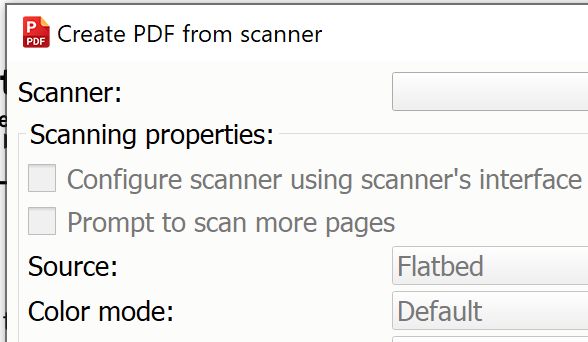 P
PDF
Create PDF from scanner
Scanner:
Scanning properties:
Configure scanner using scanner's interface
Prompt to scan more pages
Source: Flatbed
Color mode: Default